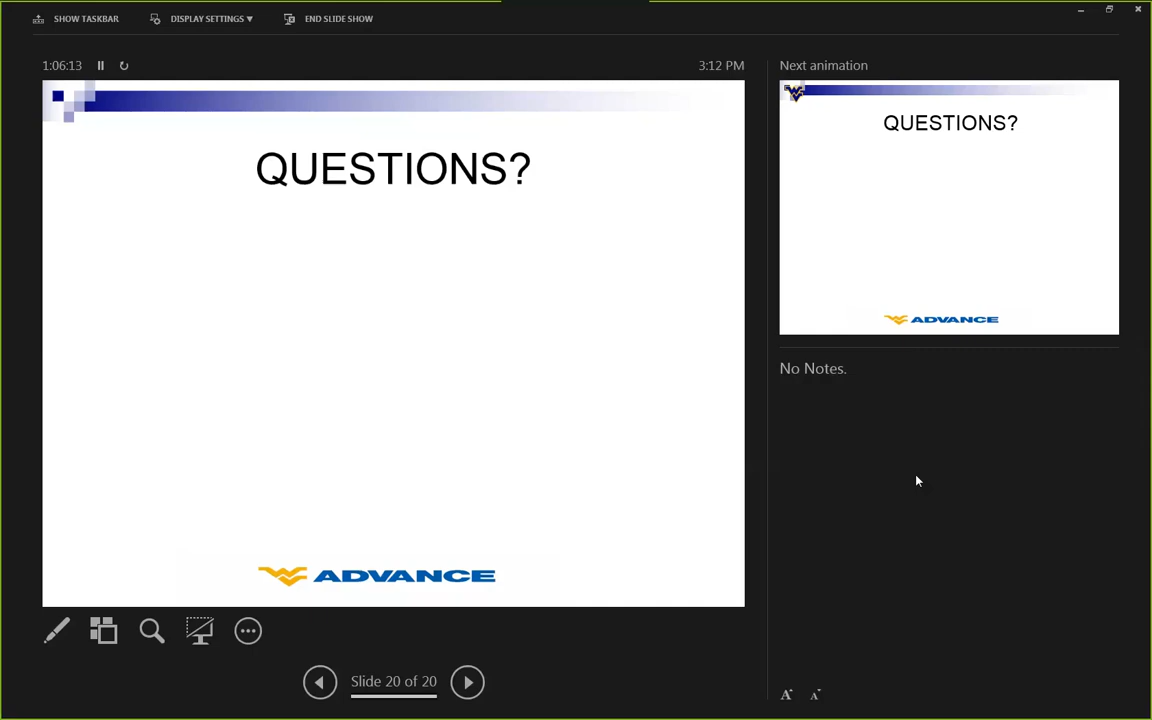 SHOW TASKBAR DISPLAY SETTINGS ▾ END SLIDE SHOW
1:06:13 3:12 PM
QUESTIONS?
ADVANCE
Slide 20 of 20
Next animation
QUESTIONS?
ADVANCE
No Notes.
A A